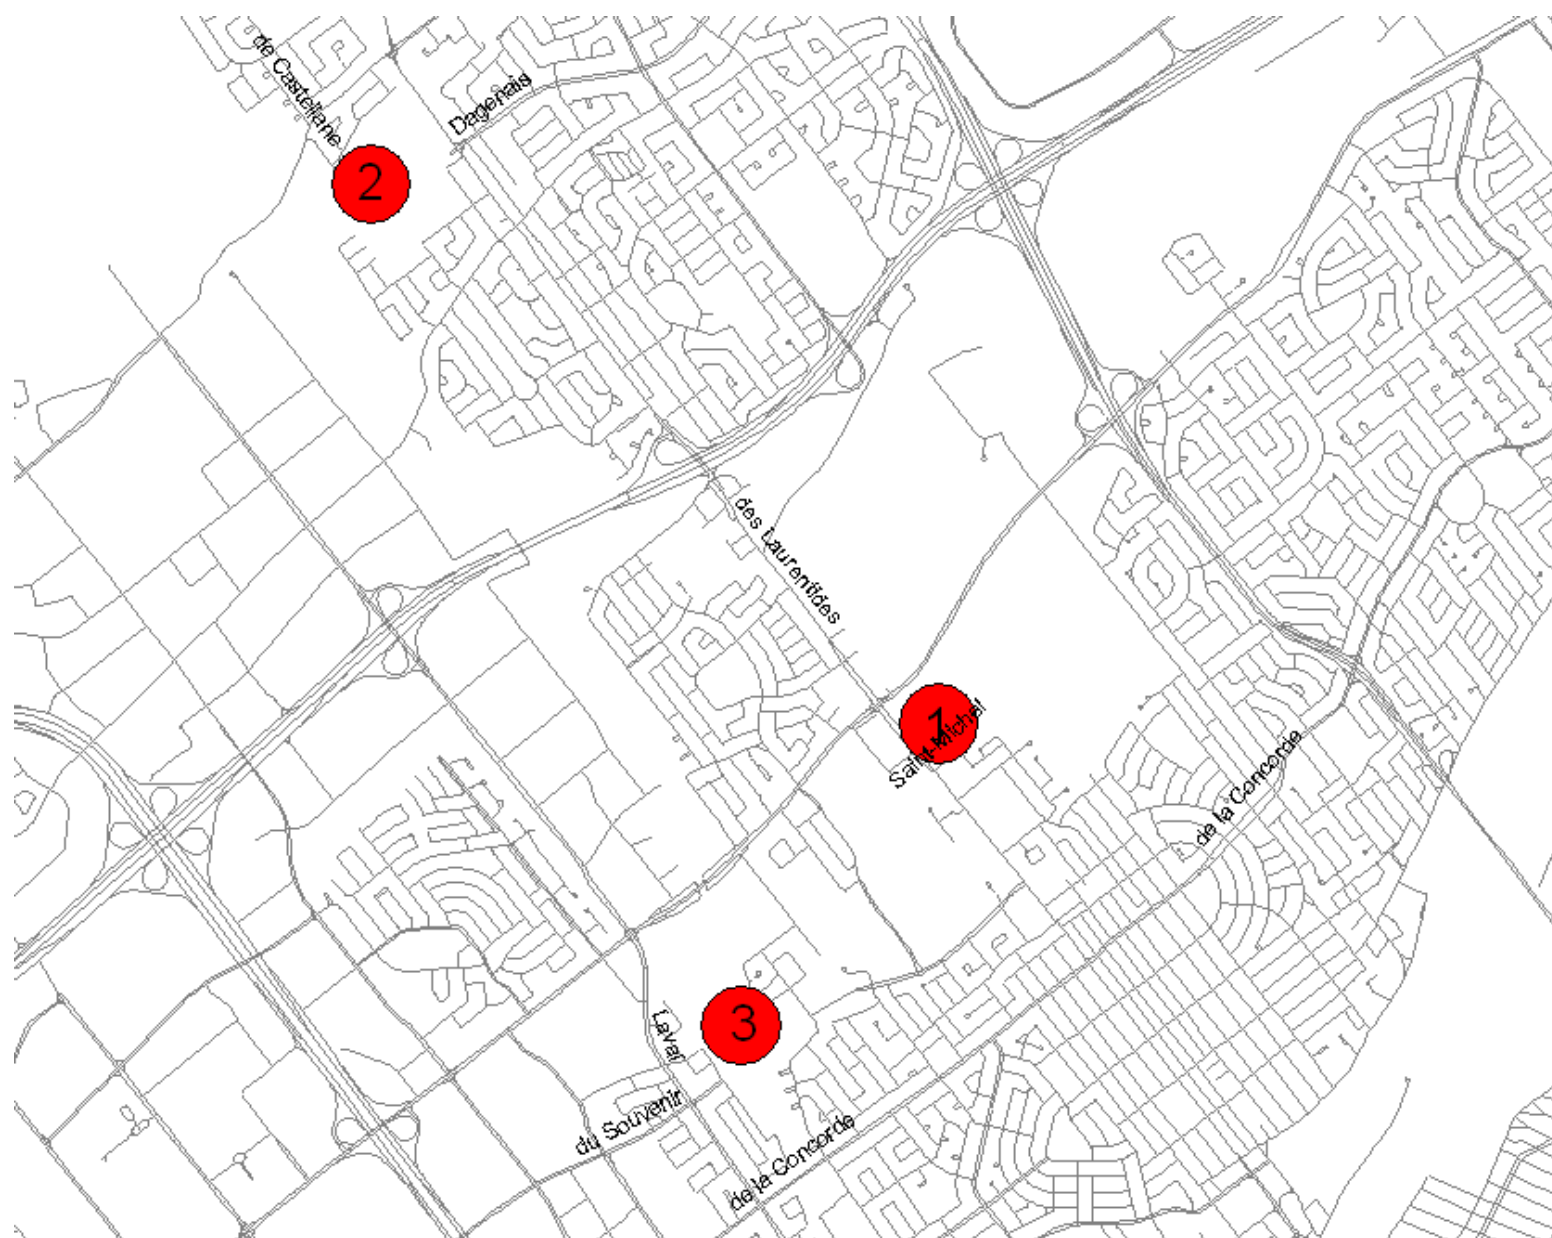 de Castellane
Dagenais
2
des Laurentides
1
Saint-Michel
de la Concorde
3
Laval
du Souvenir
de la Concorde